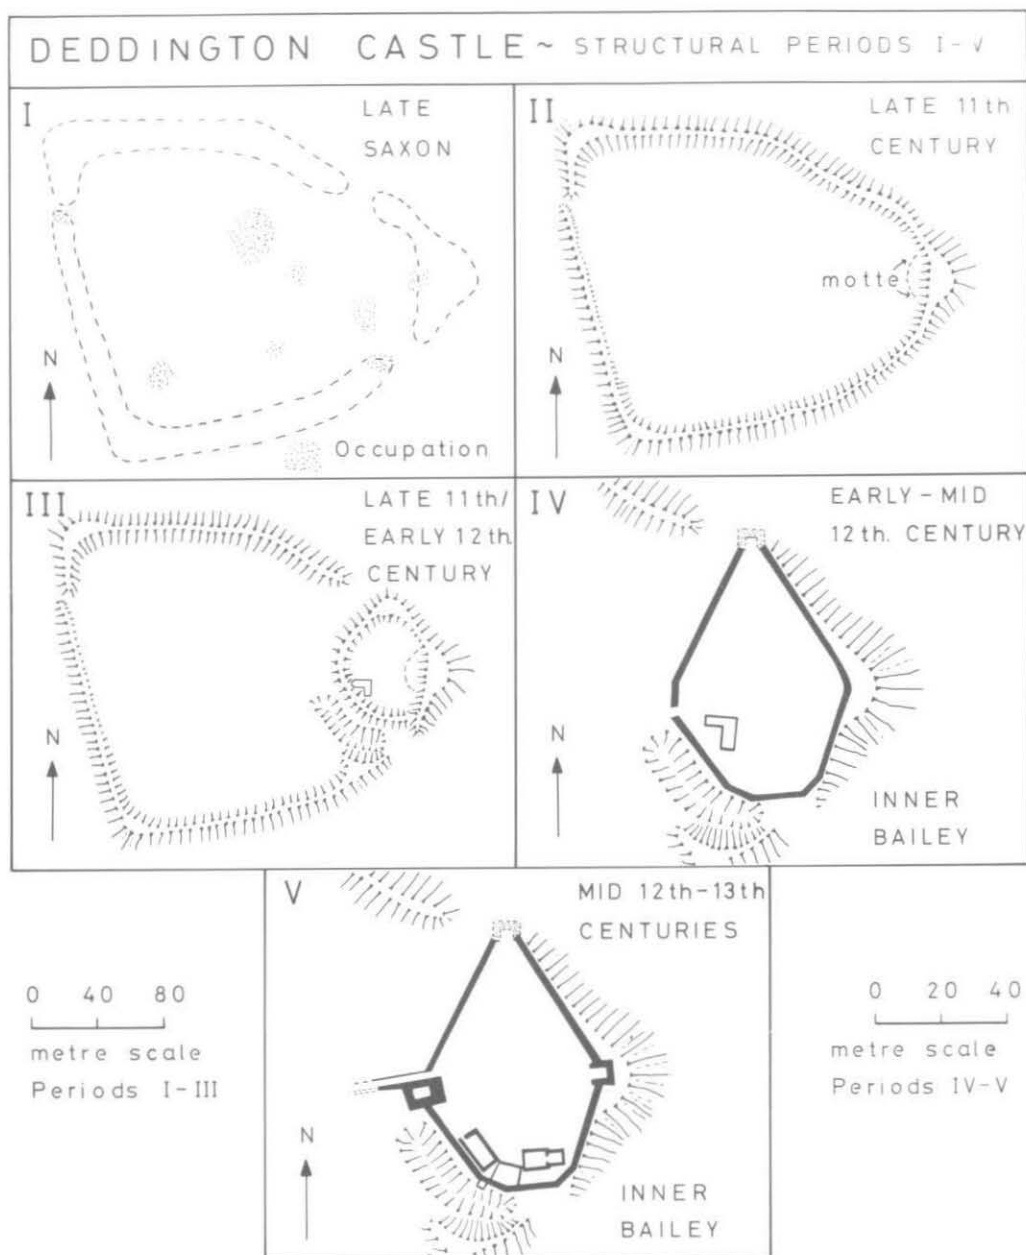 DEDDINGTON CASTLE ~ STRUCTURAL PERIODS I-V
I
LATE
SAXON
N
Occupation
II
LATE 11th
CENTURY
motte
N
III
LATE 11th/
EARLY 12th.
CENTURY
N
IV
EARLY-MID
12th. CENTURY
N
INNER
BAILEY
V
MID 12th-13th
CENTURIES
N
INNER
BAILEY
0 40 80
metre scale
Periods I-III
0 20 40
metre scale
Periods IV-V